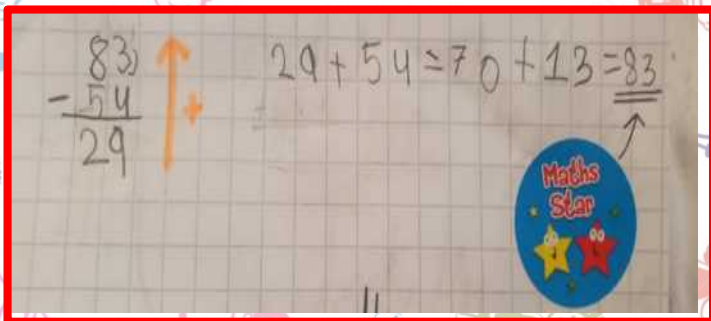 83
- 54
29
+
29 + 54 = 70 + 13 = 83
Maths
Star